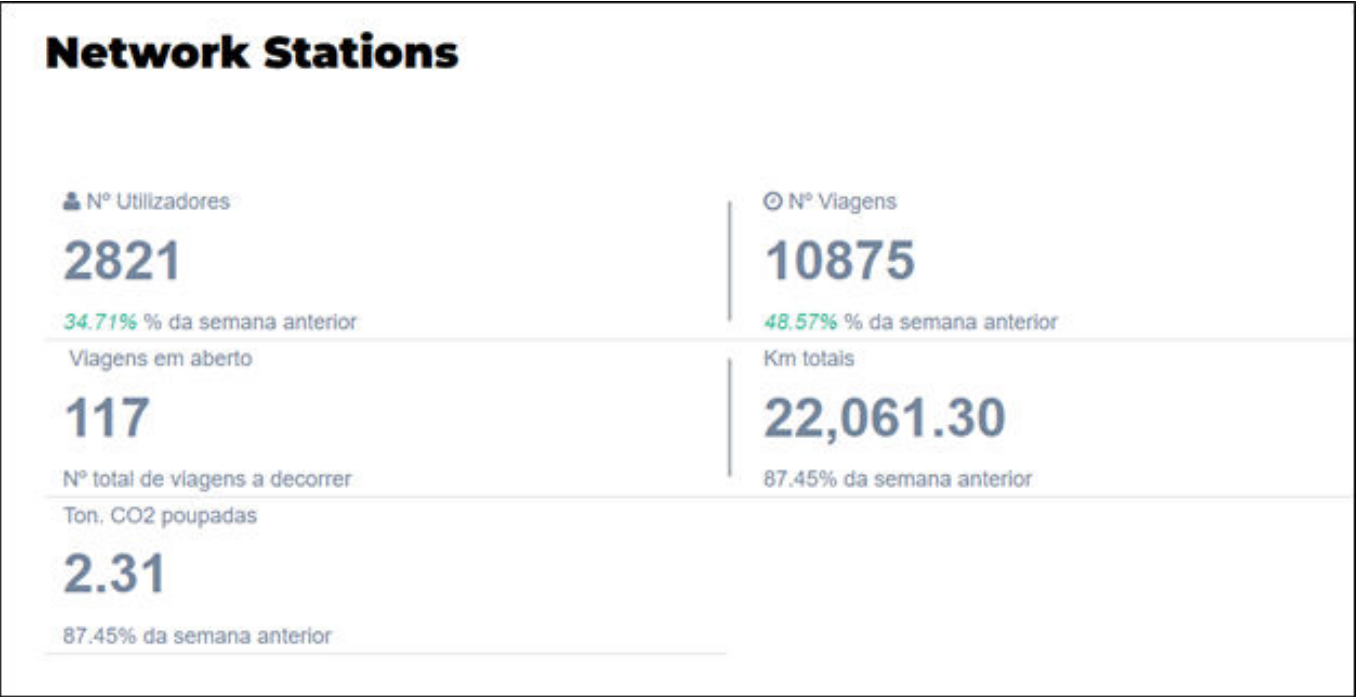 Network Stations
Nº Utilizadores
2821
34.71% % da semana anterior
Nº Viagens
10875
48.57% % da semana anterior
Viagens em aberto
117
Nº total de viagens a decorrer
Km totais
22,061.30
87.45% da semana anterior
Ton. CO2 poupadas
2.31
87.45% da semana anterior